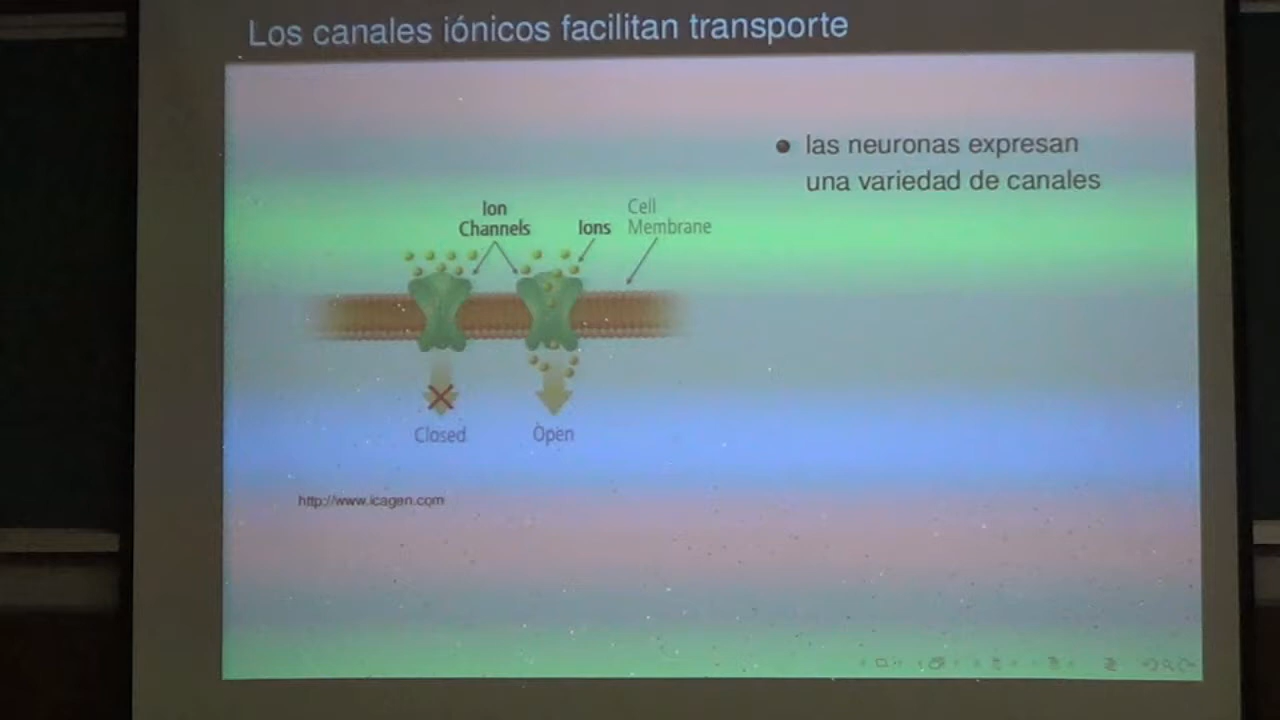 Los canales iónicos facilitan transporte
las neuronas expresan
una variedad de canales
Ion
Channels
Ions
Cell
Membrane
Closed
Open
http://www.icagen.com